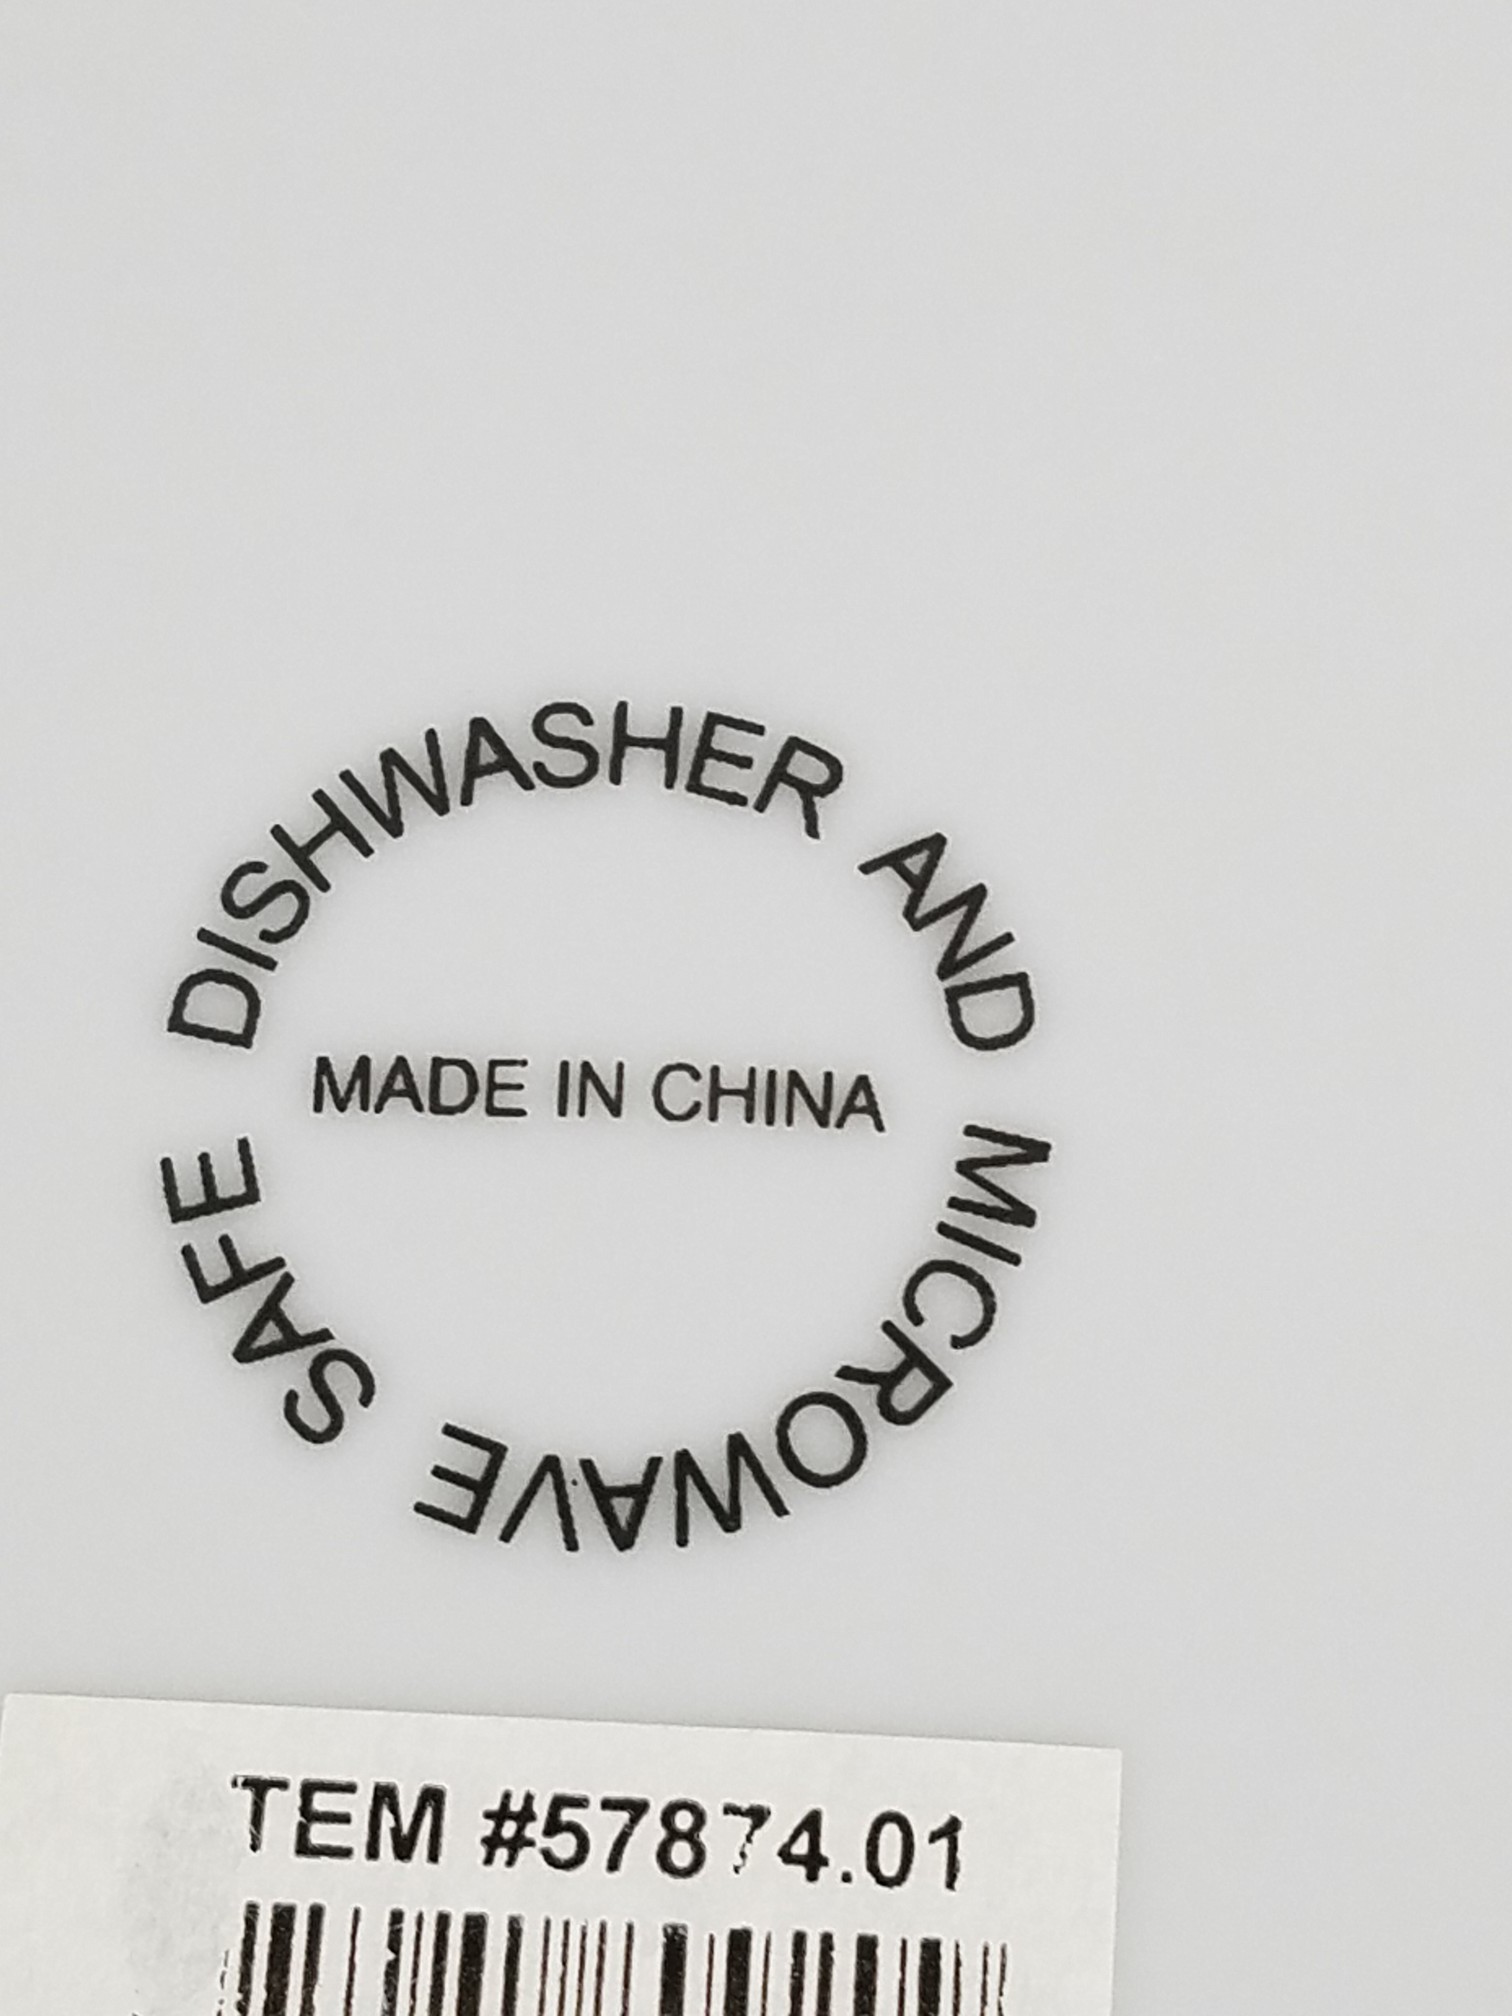 DISHWASHER AND MICROWAVE SAFE
MADE IN CHINA
TEM #57874.01